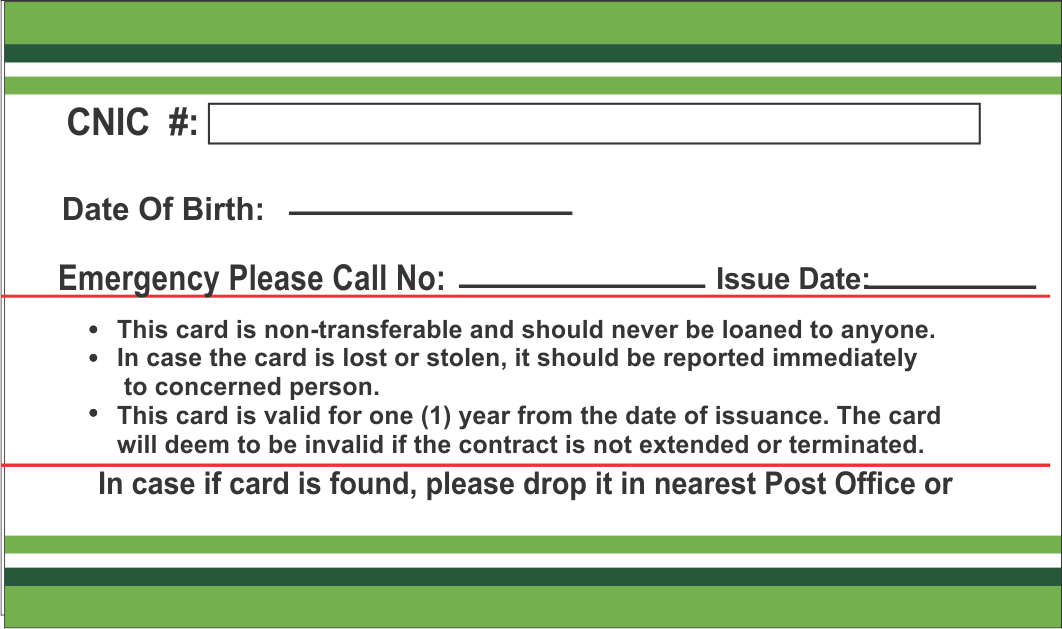 CNIC #:
Date Of Birth:
Emergency Please Call No: Issue Date:
• This card is non-transferable and should never be loaned to anyone.
• In case the card is lost or stolen, it should be reported immediately
to concerned person.
• This card is valid for one (1) year from the date of issuance. The card
will deem to be invalid if the contract is not extended or terminated.
In case if card is found, please drop it in nearest Post Office or